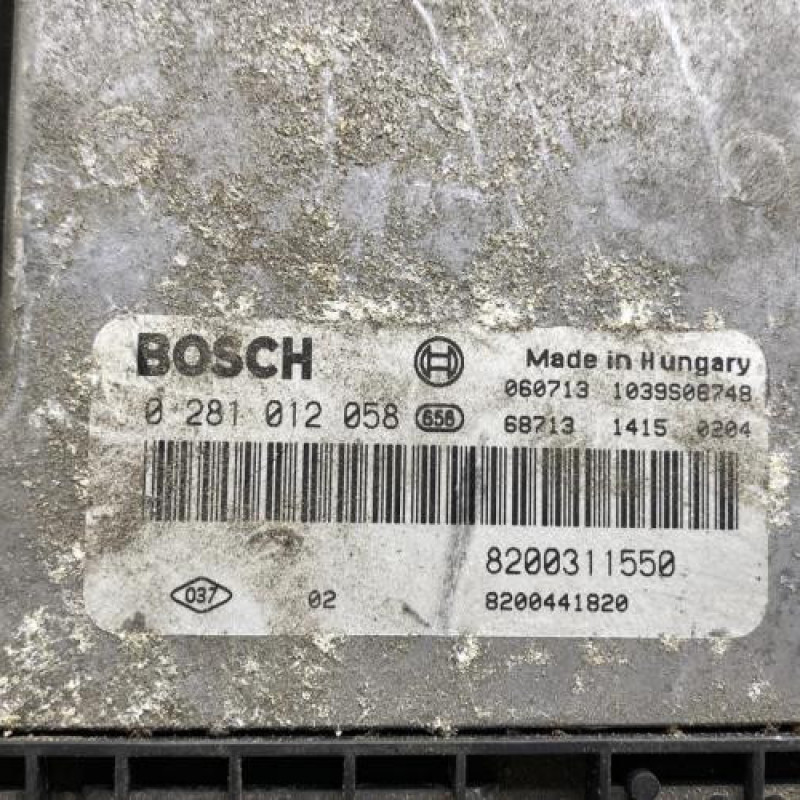 BOSCH
Made in Hungary
060713 1039S08748
0 281 012 058 656
68713 1415 0204
8200311550
037 02 8200441820